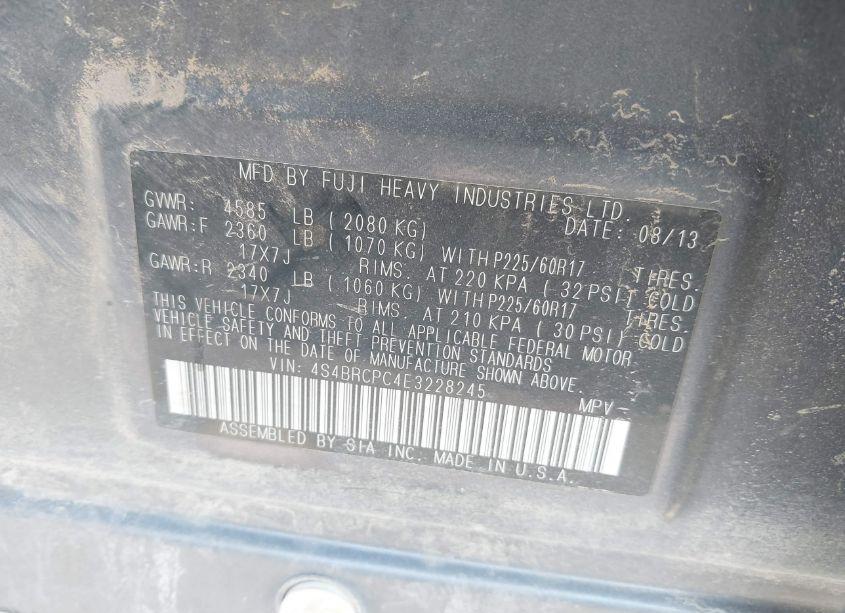 MFD BY FUJI HEAVY INDUSTRIES LTD.
GVWR: 4585 LB ( 2080 KG) DATE: 08/13
GAWR:F 2360 LB ( 1070 KG) WITH P225/60R17 TIRES.
17X7J RIMS. AT 220 KPA ( 32 PSI) COLD
GAWR:R 2340 LB ( 1060 KG) WITH P225/60R17 TIRES.
17X7J RIMS. AT 210 KPA ( 30 PSI) COLD
THIS VEHICLE CONFORMS TO ALL APPLICABLE FEDERAL MOTOR
VEHICLE SAFETY AND THEFT PREVENTION STANDARDS
IN EFFECT ON THE DATE OF MANUFACTURE SHOWN ABOVE.
VIN: 4S4BRCPC4E3228245 MPV
ASSEMBLED BY SIA INC. MADE IN U.S.A.